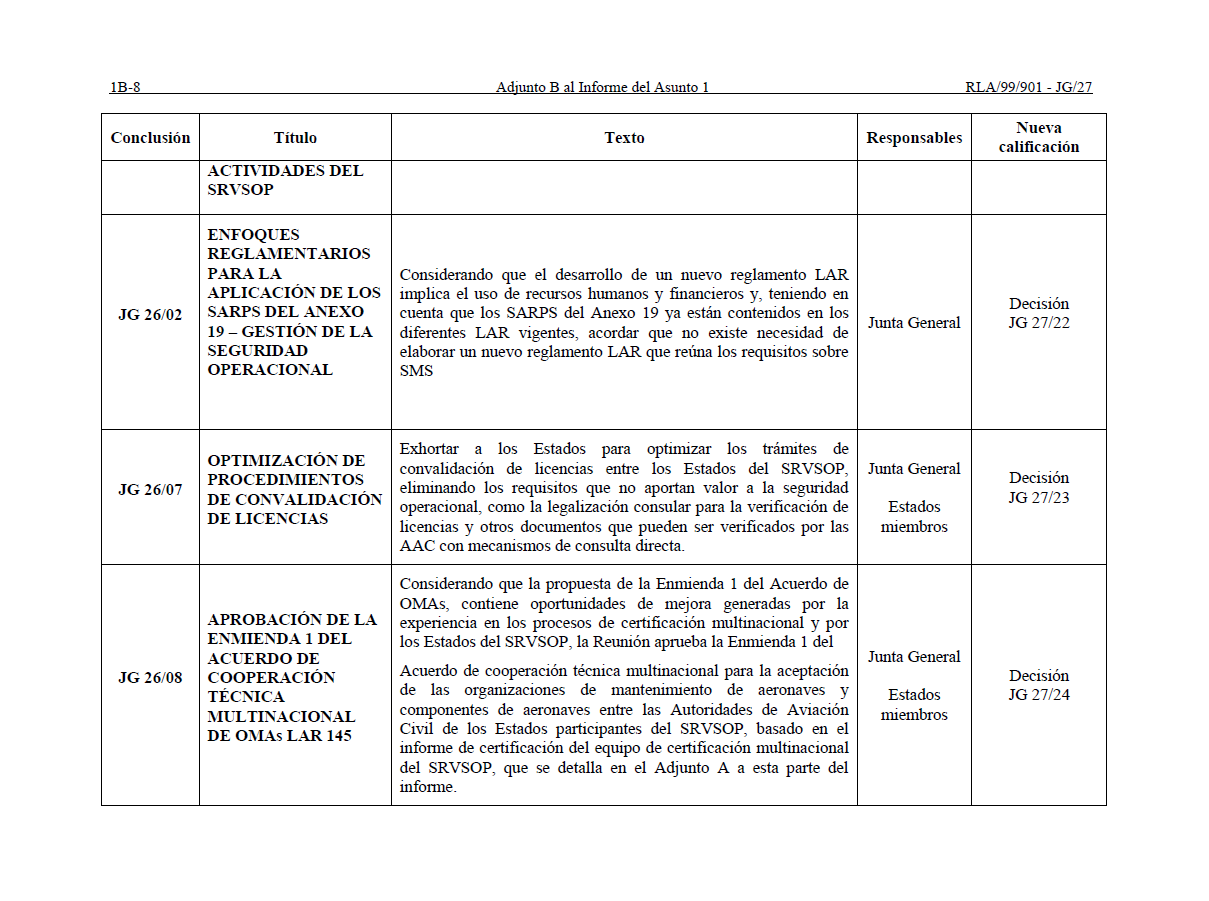 1B-8 Adjunto B al Informe del Asunto 1 RLA/99/901 - JG/27
Conclusión Título Texto Responsables Nueva
calificación
ACTIVIDADES DEL
SRVSOP
JG 26/02
ENFOQUES
REGLAMENTARIOS
PARA LA
APLICACIÓN DE LOS
SARPS DEL ANEXO
19 – GESTIÓN DE LA
SEGURIDAD
OPERACIONAL
Considerando que el desarrollo de un nuevo reglamento LAR
implica el uso de recursos humanos y financieros y, teniendo en
cuenta que los SARPS del Anexo 19 ya están contenidos en los
diferentes LAR vigentes, acordar que no existe necesidad de
elaborar un nuevo reglamento LAR que reúna los requisitos sobre
SMS
Junta General
Decisión
JG 27/22
JG 26/07
OPTIMIZACIÓN DE
PROCEDIMIENTOS
DE CONVALIDACIÓN
DE LICENCIAS
Exhortar a los Estados para optimizar los trámites de
convalidación de licencias entre los Estados del SRVSOP,
eliminando los requisitos que no aportan valor a la seguridad
operacional, como la legalización consular para la verificación de
licencias y otros documentos que pueden ser verificados por las
AAC con mecanismos de consulta directa.
Junta General
Estados
miembros
Decisión
JG 27/23
JG 26/08
APROBACIÓN DE LA
ENMIENDA 1 DEL
ACUERDO DE
COOPERACIÓN
TÉCNICA
MULTINACIONAL
DE OMAs LAR 145
Considerando que la propuesta de la Enmienda 1 del Acuerdo de
OMAs, contiene oportunidades de mejora generadas por la
experiencia en los procesos de certificación multinacional y por
los Estados del SRVSOP, la Reunión aprueba la Enmienda 1 del
Acuerdo de cooperación técnica multinacional para la aceptación
de las organizaciones de mantenimiento de aeronaves y
componentes de aeronaves entre las Autoridades de Aviación
Civil de los Estados participantes del SRVSOP, basado en el
informe de certificación del equipo de certificación multinacional
del SRVSOP, que se detalla en el Adjunto A a esta parte del
informe.
Junta General
Estados
miembros
Decisión
JG 27/24